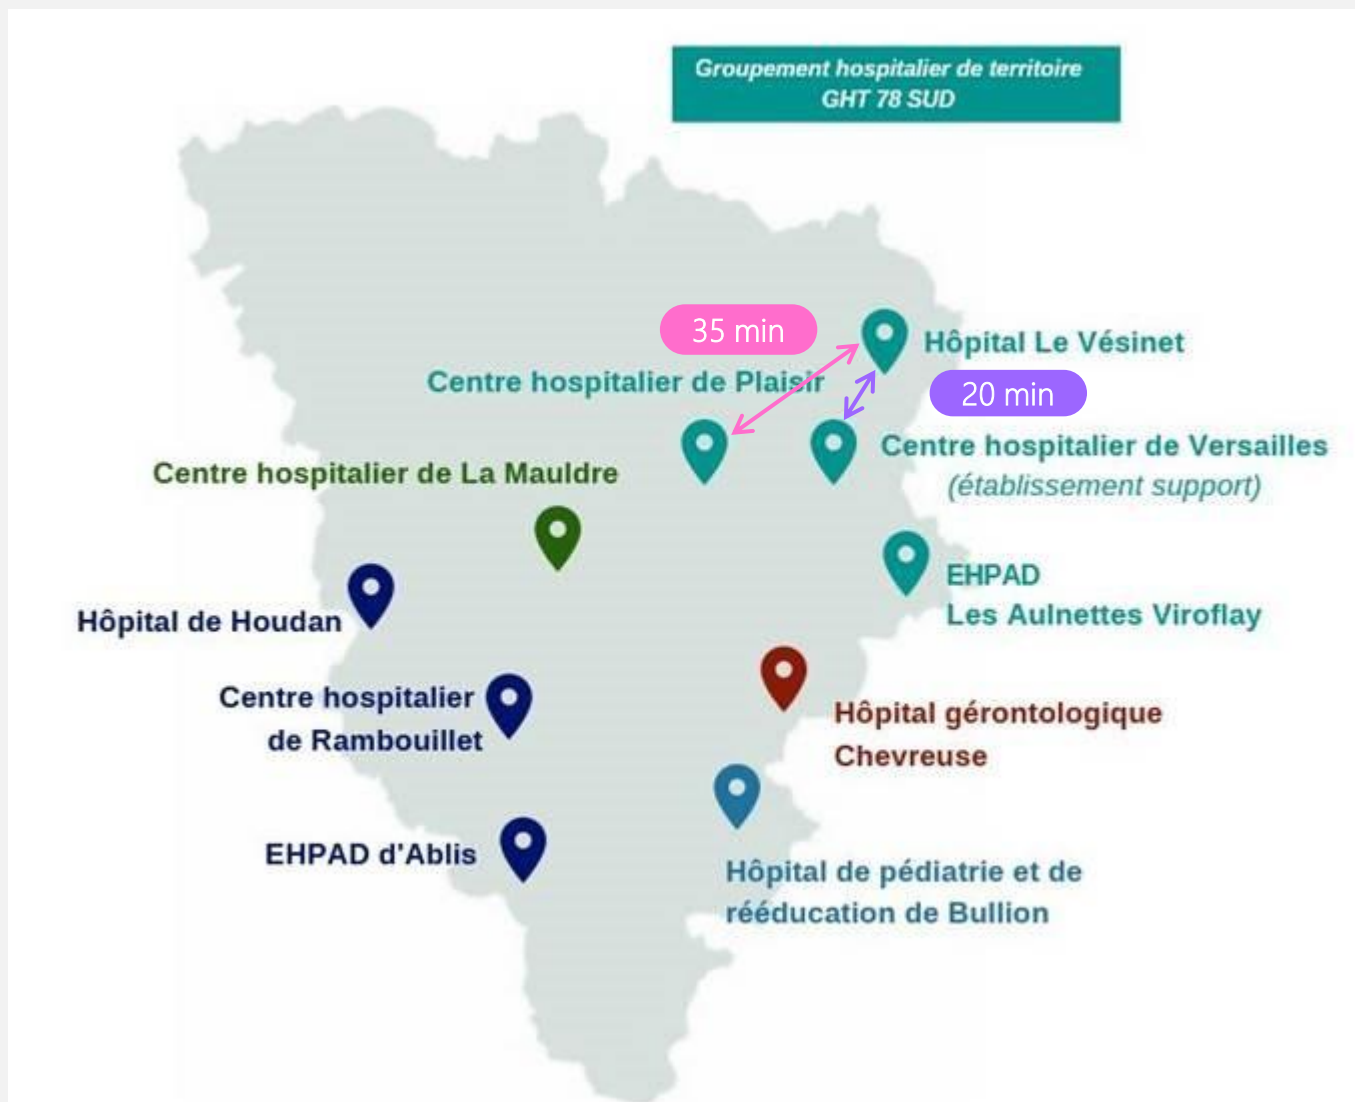 Groupement hospitalier de territoire
GHT 78 SUD
35 min
Hôpital Le Vésinet
Centre hospitalier de Plaisir
20 min
Centre hospitalier de Versailles
(établissement support)
Centre hospitalier de La Mauldre
EHPAD
Les Aulnettes Viroflay
Hôpital de Houdan
Centre hospitalier
de Rambouillet
Hôpital gérontologique
Chevreuse
EHPAD d'Ablis
Hôpital de pédiatrie et de
rééducation de Bullion